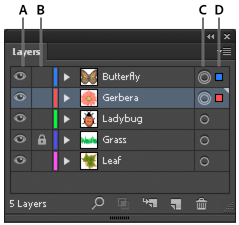 A B C D
Layers
Butterfly
Gerbera
Ladybug
Grass
Leaf
5 Layers